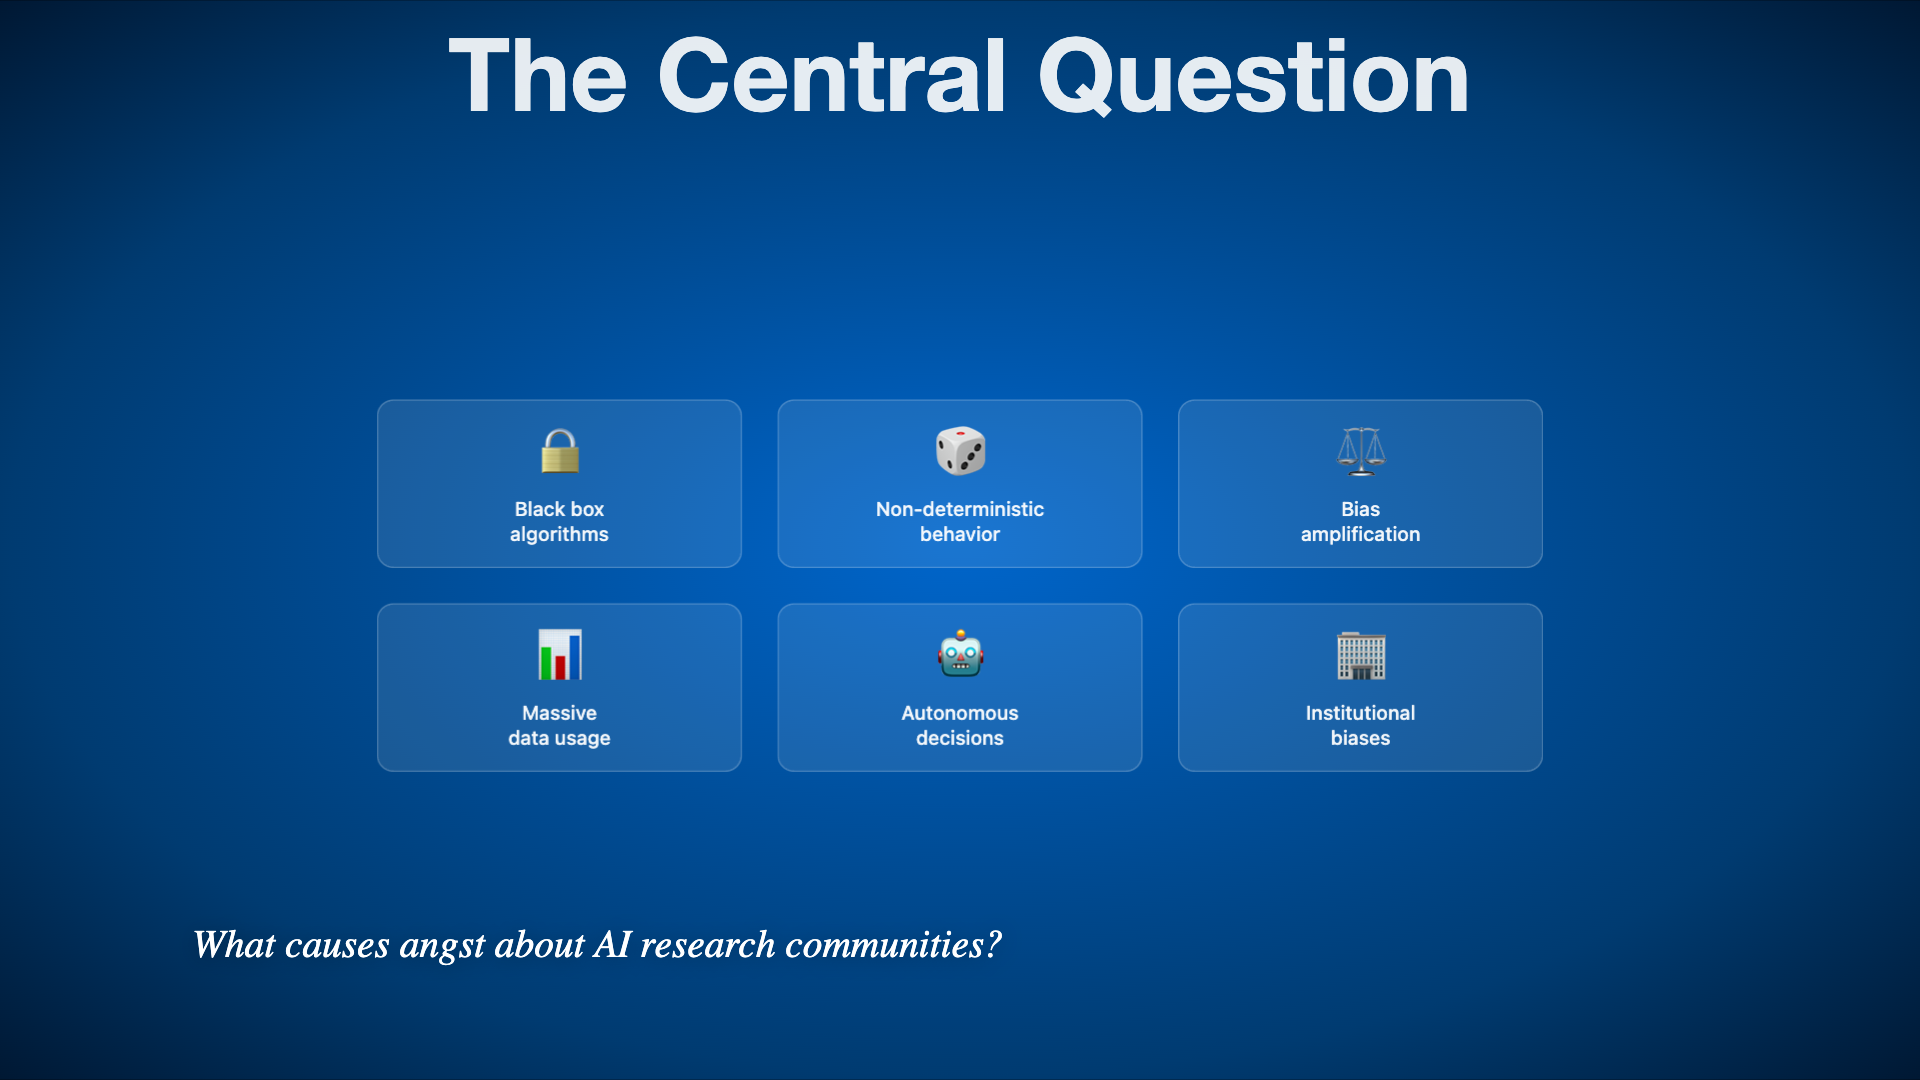 The Central Question
Black box
algorithms
Non-deterministic
behavior
Bias
amplification
Massive
data usage
Autonomous
decisions
Institutional
biases
What causes angst about AI research communities?